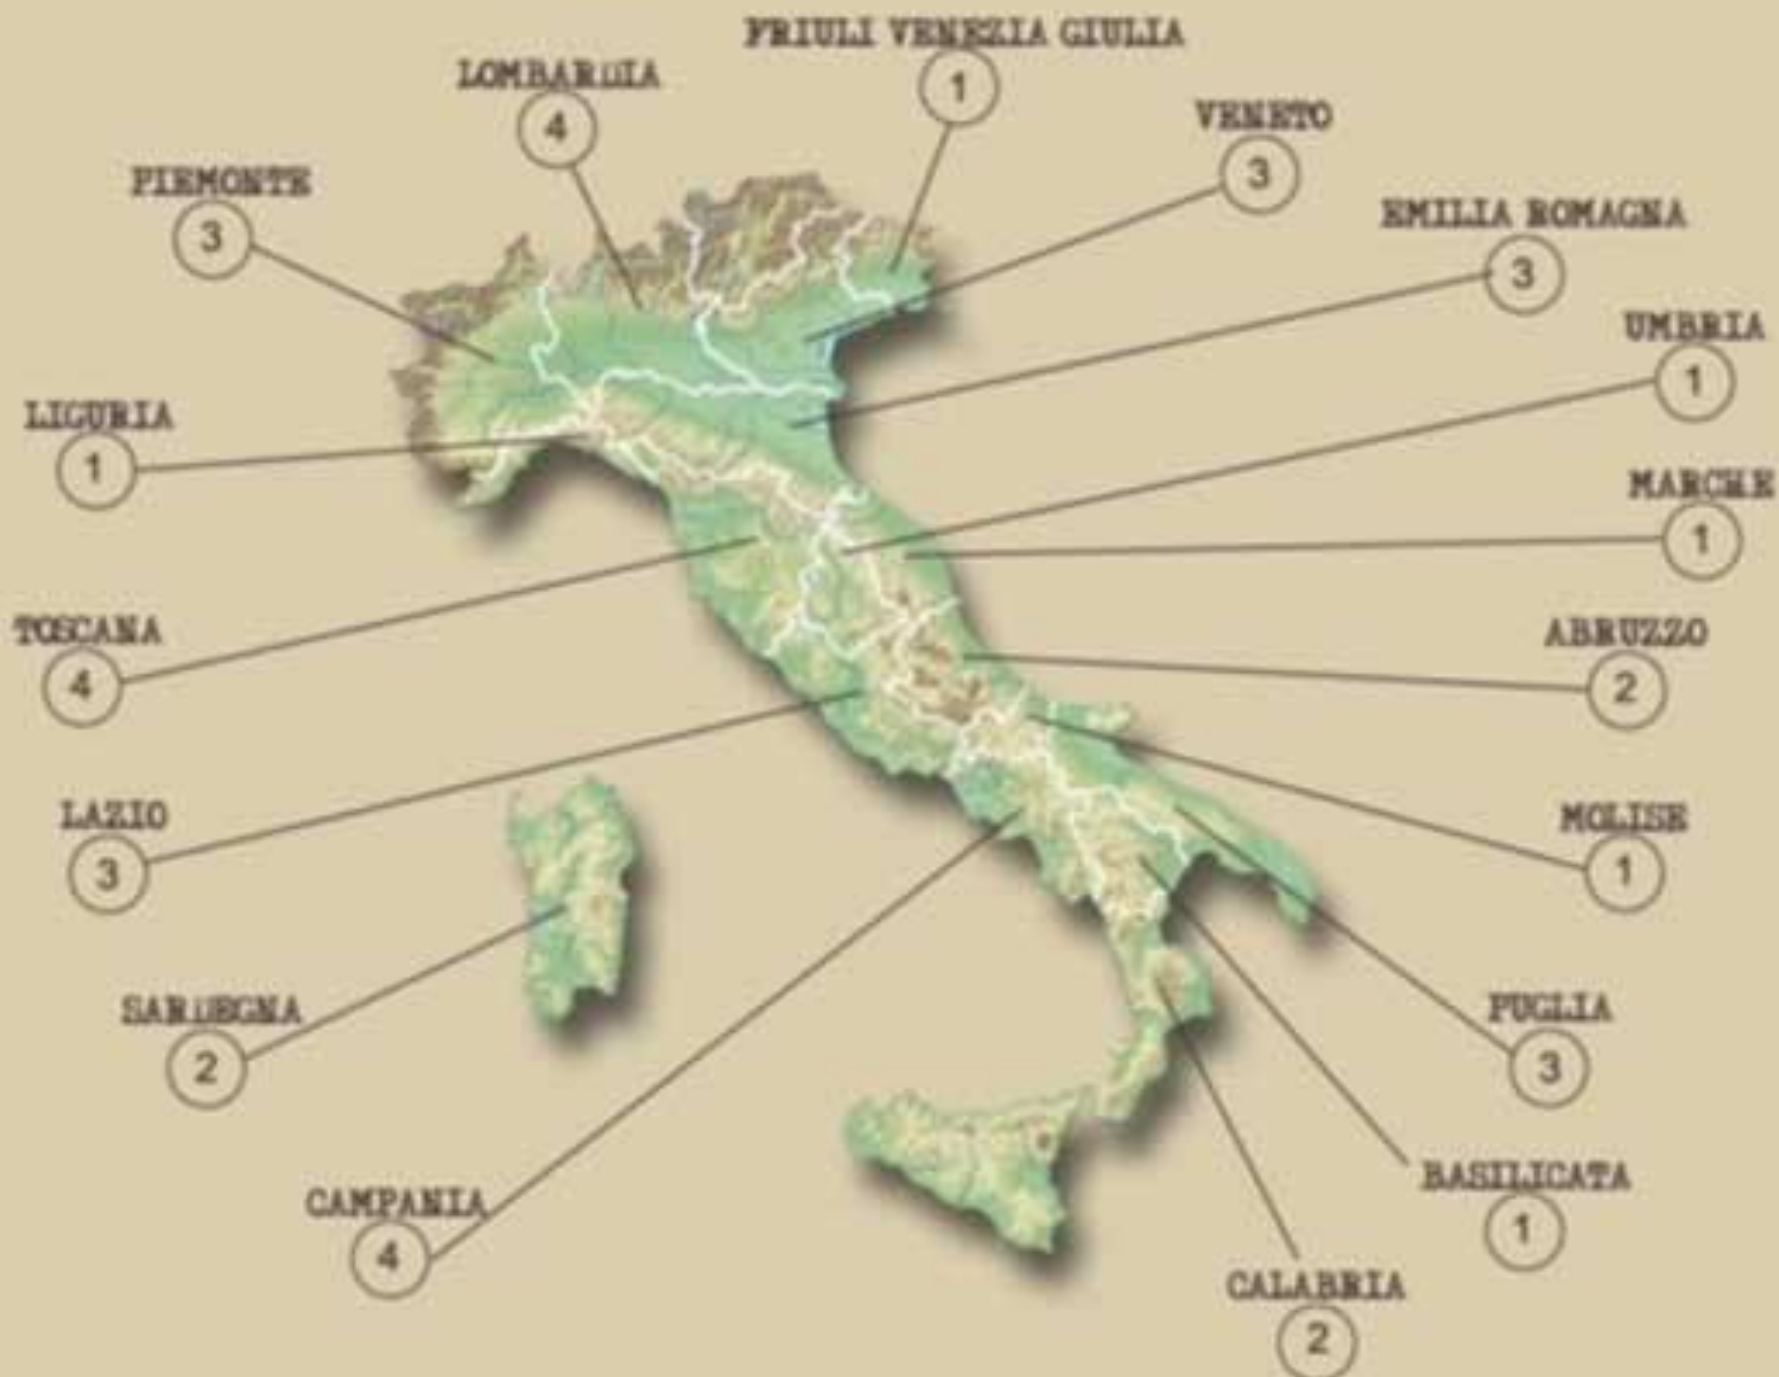 FRIULI VENEZIA GIULIA
1
LOMBARDIA
4
VENETO
3
PIEMONTE
3
EMILIA ROMAGNA
3
UMBRIA
1
LIGURIA
1
MARCHE
1
TOSCANA
4
ABRUZZO
2
LAZIO
3
MOLISE
1
SARDEGNA
2
PUGLIA
3
CAMPANIA
4
BASILICATA
1
CALABRIA
2